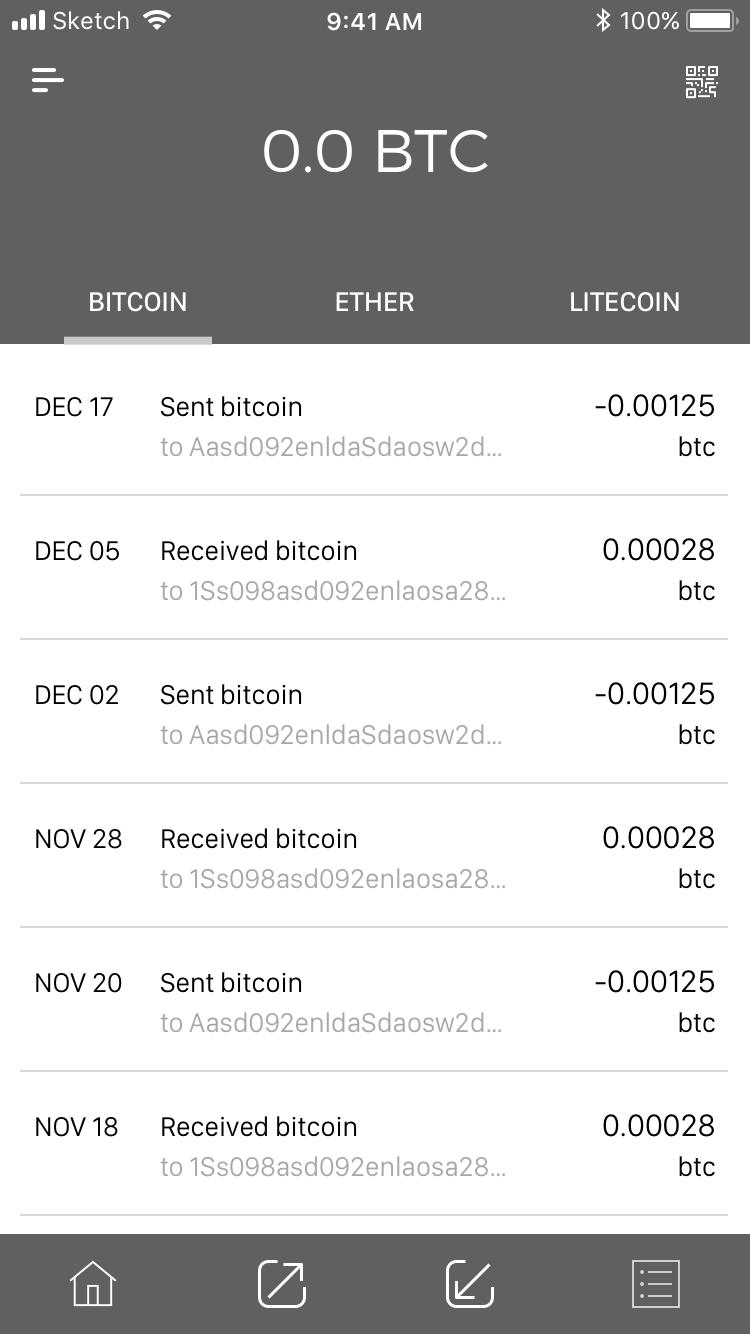 Sketch 9:41 AM 100%
0.0 BTC
BITCOIN ETHER LITECOIN
DEC 17 Sent bitcoin -0.00125
to Aasd092enldaSdaosw2d... btc
DEC 05 Received bitcoin 0.00028
to 1Ss098asd092enlaosa28... btc
DEC 02 Sent bitcoin -0.00125
to Aasd092enldaSdaosw2d... btc
NOV 28 Received bitcoin 0.00028
to 1Ss098asd092enlaosa28... btc
NOV 20 Sent bitcoin -0.00125
to Aasd092enldaSdaosw2d... btc
NOV 18 Received bitcoin 0.00028
to 1Ss098asd092enlaosa28... btc